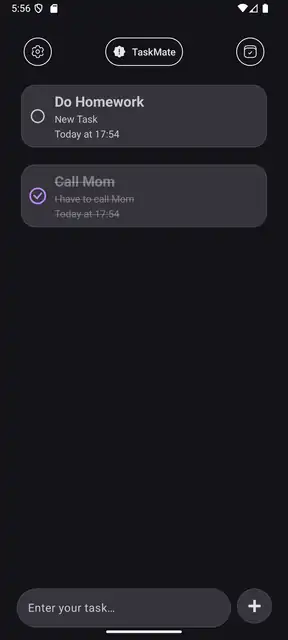 5:56
TaskMate
Do Homework
New Task
Today at 17:54
Call Mom
I have to call Mom
Today at 17:54
Enter your task...